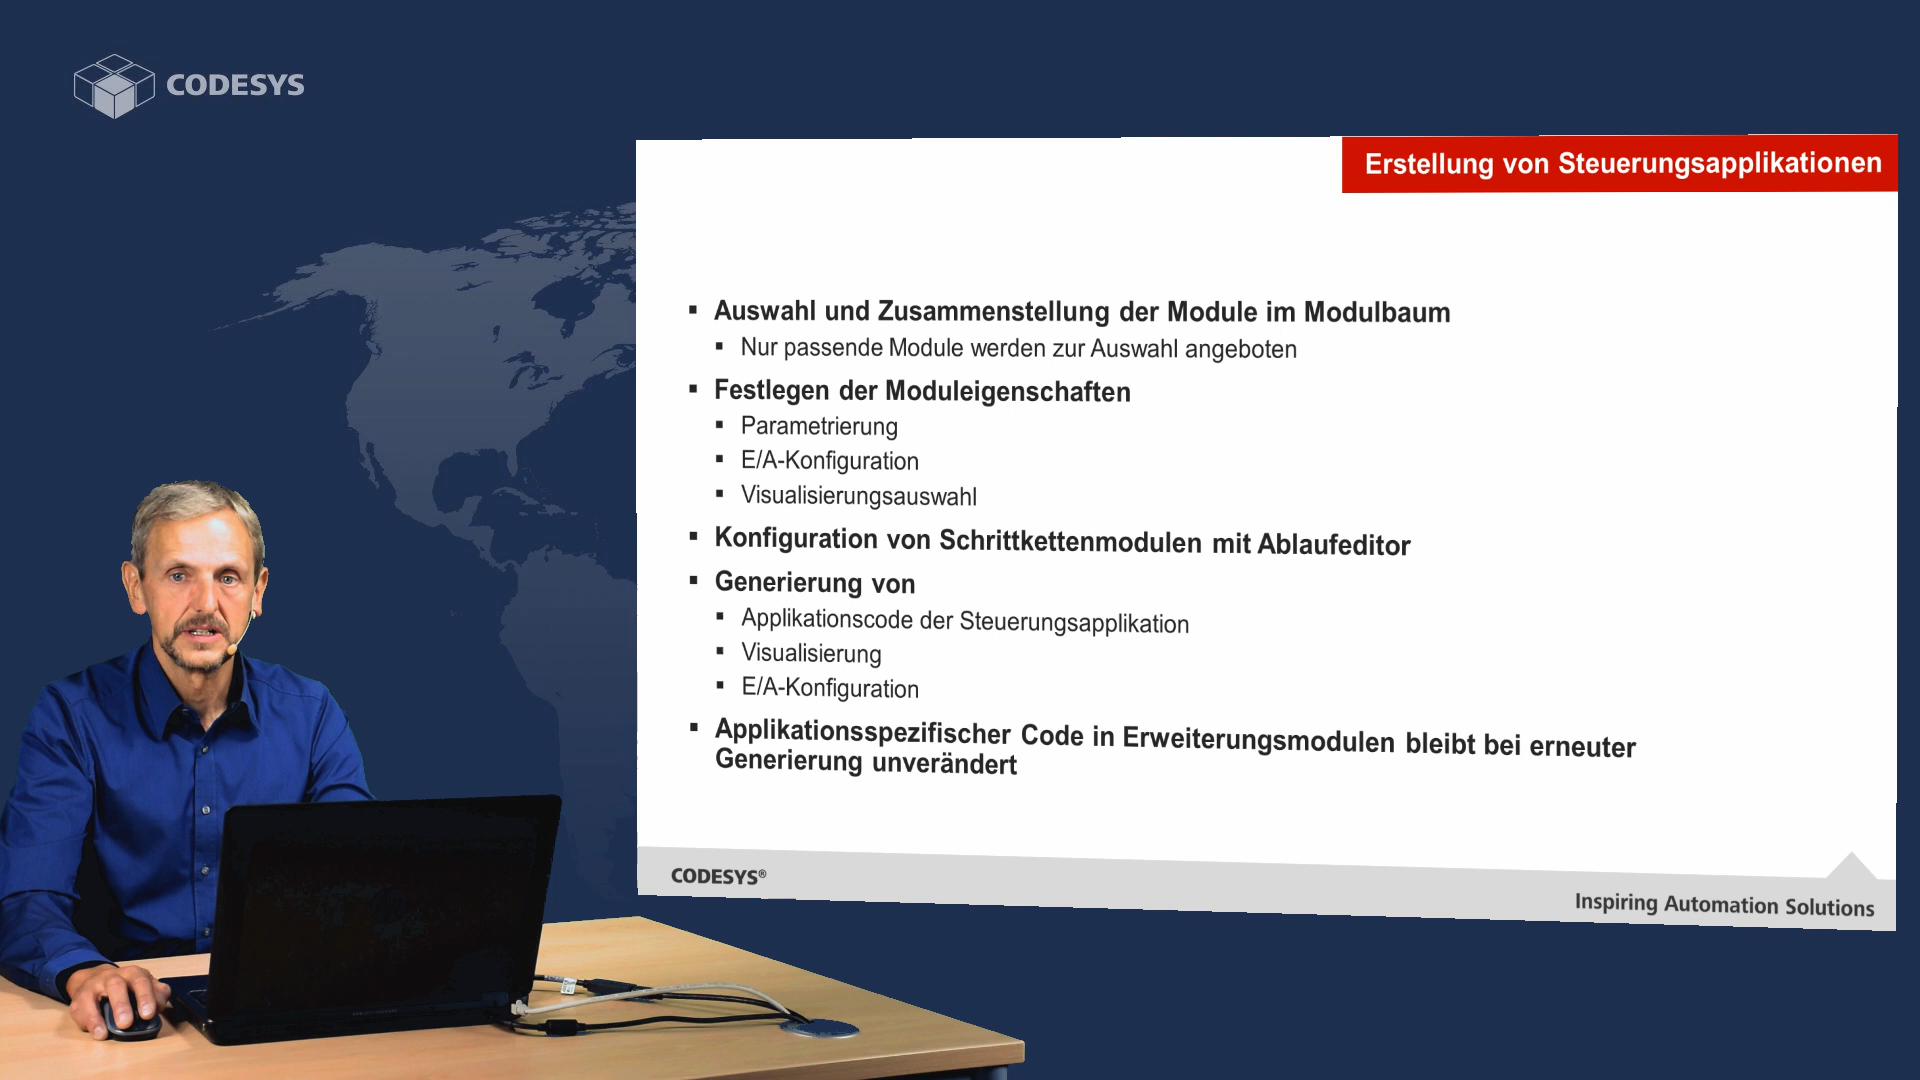 CODESYS
Erstellung von Steuerungsapplikationen
▪ Auswahl und Zusammenstellung der Module im Modulbaum
▪ Nur passende Module werden zur Auswahl angeboten
▪ Festlegen der Moduleigenschaften
▪ Parametrierung
▪ E/A-Konfiguration
▪ Visualisierungsauswahl
▪ Konfiguration von Schrittkettenmodulen mit Ablaufeditor
▪ Generierung von
▪ Applikationscode der Steuerungsapplikation
▪ Visualisierung
▪ E/A-Konfiguration
▪ Applikationsspezifischer Code in Erweiterungsmodulen bleibt bei erneuter
Generierung unverändert
CODESYS®
Inspiring Automation Solutions